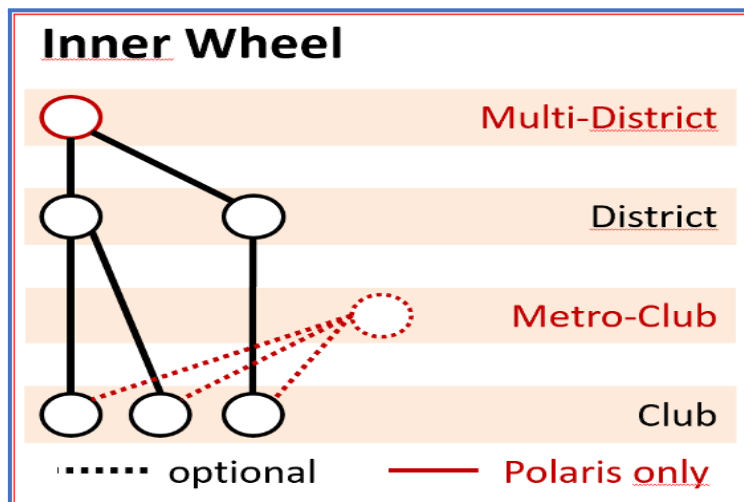 Inner Wheel
Multi-District
District
Metro-Club
Club
optional
Polaris only